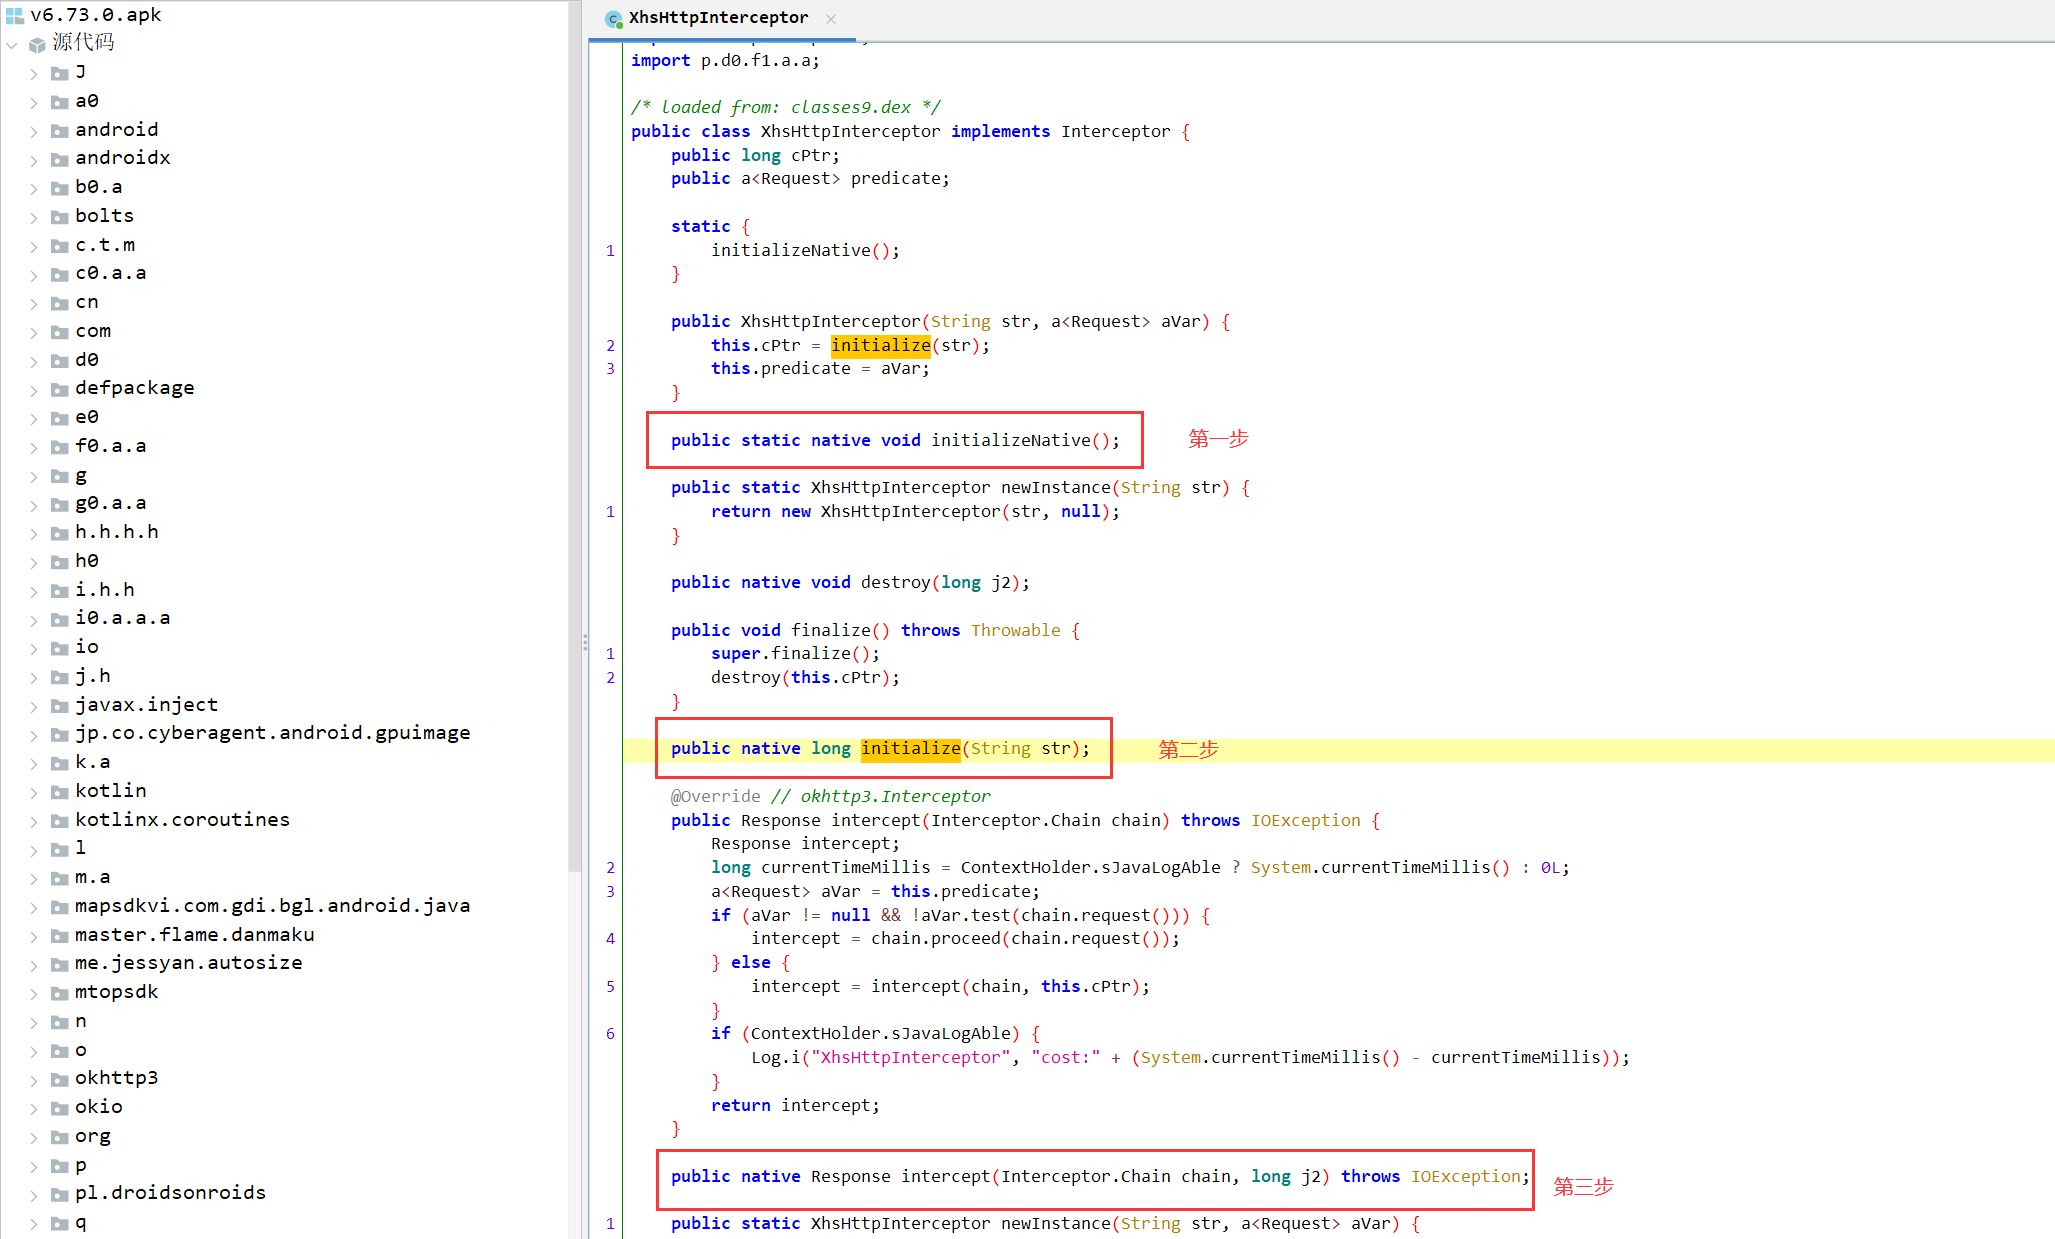 v6.73.0.apk
源代码
J
a0
android
androidx
b0.a
bolts
c.t.m
c0.a.a
cn
com
d0
defpackage
e0
f0.a.a
g
g0.a.a
h.h.h.h
h0
i.h.h
i0.a.a.a
io
j.h
javax.inject
jp.co.cyberagent.android.gpuimage
k.a
kotlin
kotlinx.coroutines
l
m.a
mapsdkvi.com.gdi.bgl.android.java
master.flame.danmaku
me.jessyan.autosize
mtopsdk
n
o
okhttp3
okio
org
p
pl.droidsonroids
q
XhsHttpInterceptor
import p.d0.f1.a.a;
/* loaded from: classes9.dex */
public class XhsHttpInterceptor implements Interceptor {
public long cPtr;
public a<Request> predicate;
static {
1 initializeNative();
}
public XhsHttpInterceptor(String str, a<Request> aVar) {
2 this.cPtr = initialize(str);
3 this.predicate = aVar;
}
public static native void initializeNative(); 第一步
public static XhsHttpInterceptor newInstance(String str) {
1 return new XhsHttpInterceptor(str, null);
}
public native void destroy(long j2);
public void finalize() throws Throwable {
1 super.finalize();
2 destroy(this.cPtr);
}
public native long initialize(String str); 第二步
@Override // okhttp3.Interceptor
public Response intercept(Interceptor.Chain chain) throws IOException {
Response intercept;
2 long currentTimeMillis = ContextHolder.sJavaLogAble ? System.currentTimeMillis() : 0L;
3 a<Request> aVar = this.predicate;
if (aVar != null && !aVar.test(chain.request())) {
4 intercept = chain.proceed(chain.request());
} else {
5 intercept = intercept(chain, this.cPtr);
}
6 if (ContextHolder.sJavaLogAble) {
Log.i("XhsHttpInterceptor", "cost:" + (System.currentTimeMillis() - currentTimeMillis));
}
return intercept;
}
public native Response intercept(Interceptor.Chain chain, long j2) throws IOException; 第三步
1 public static XhsHttpInterceptor newInstance(String str, a<Request> aVar) {